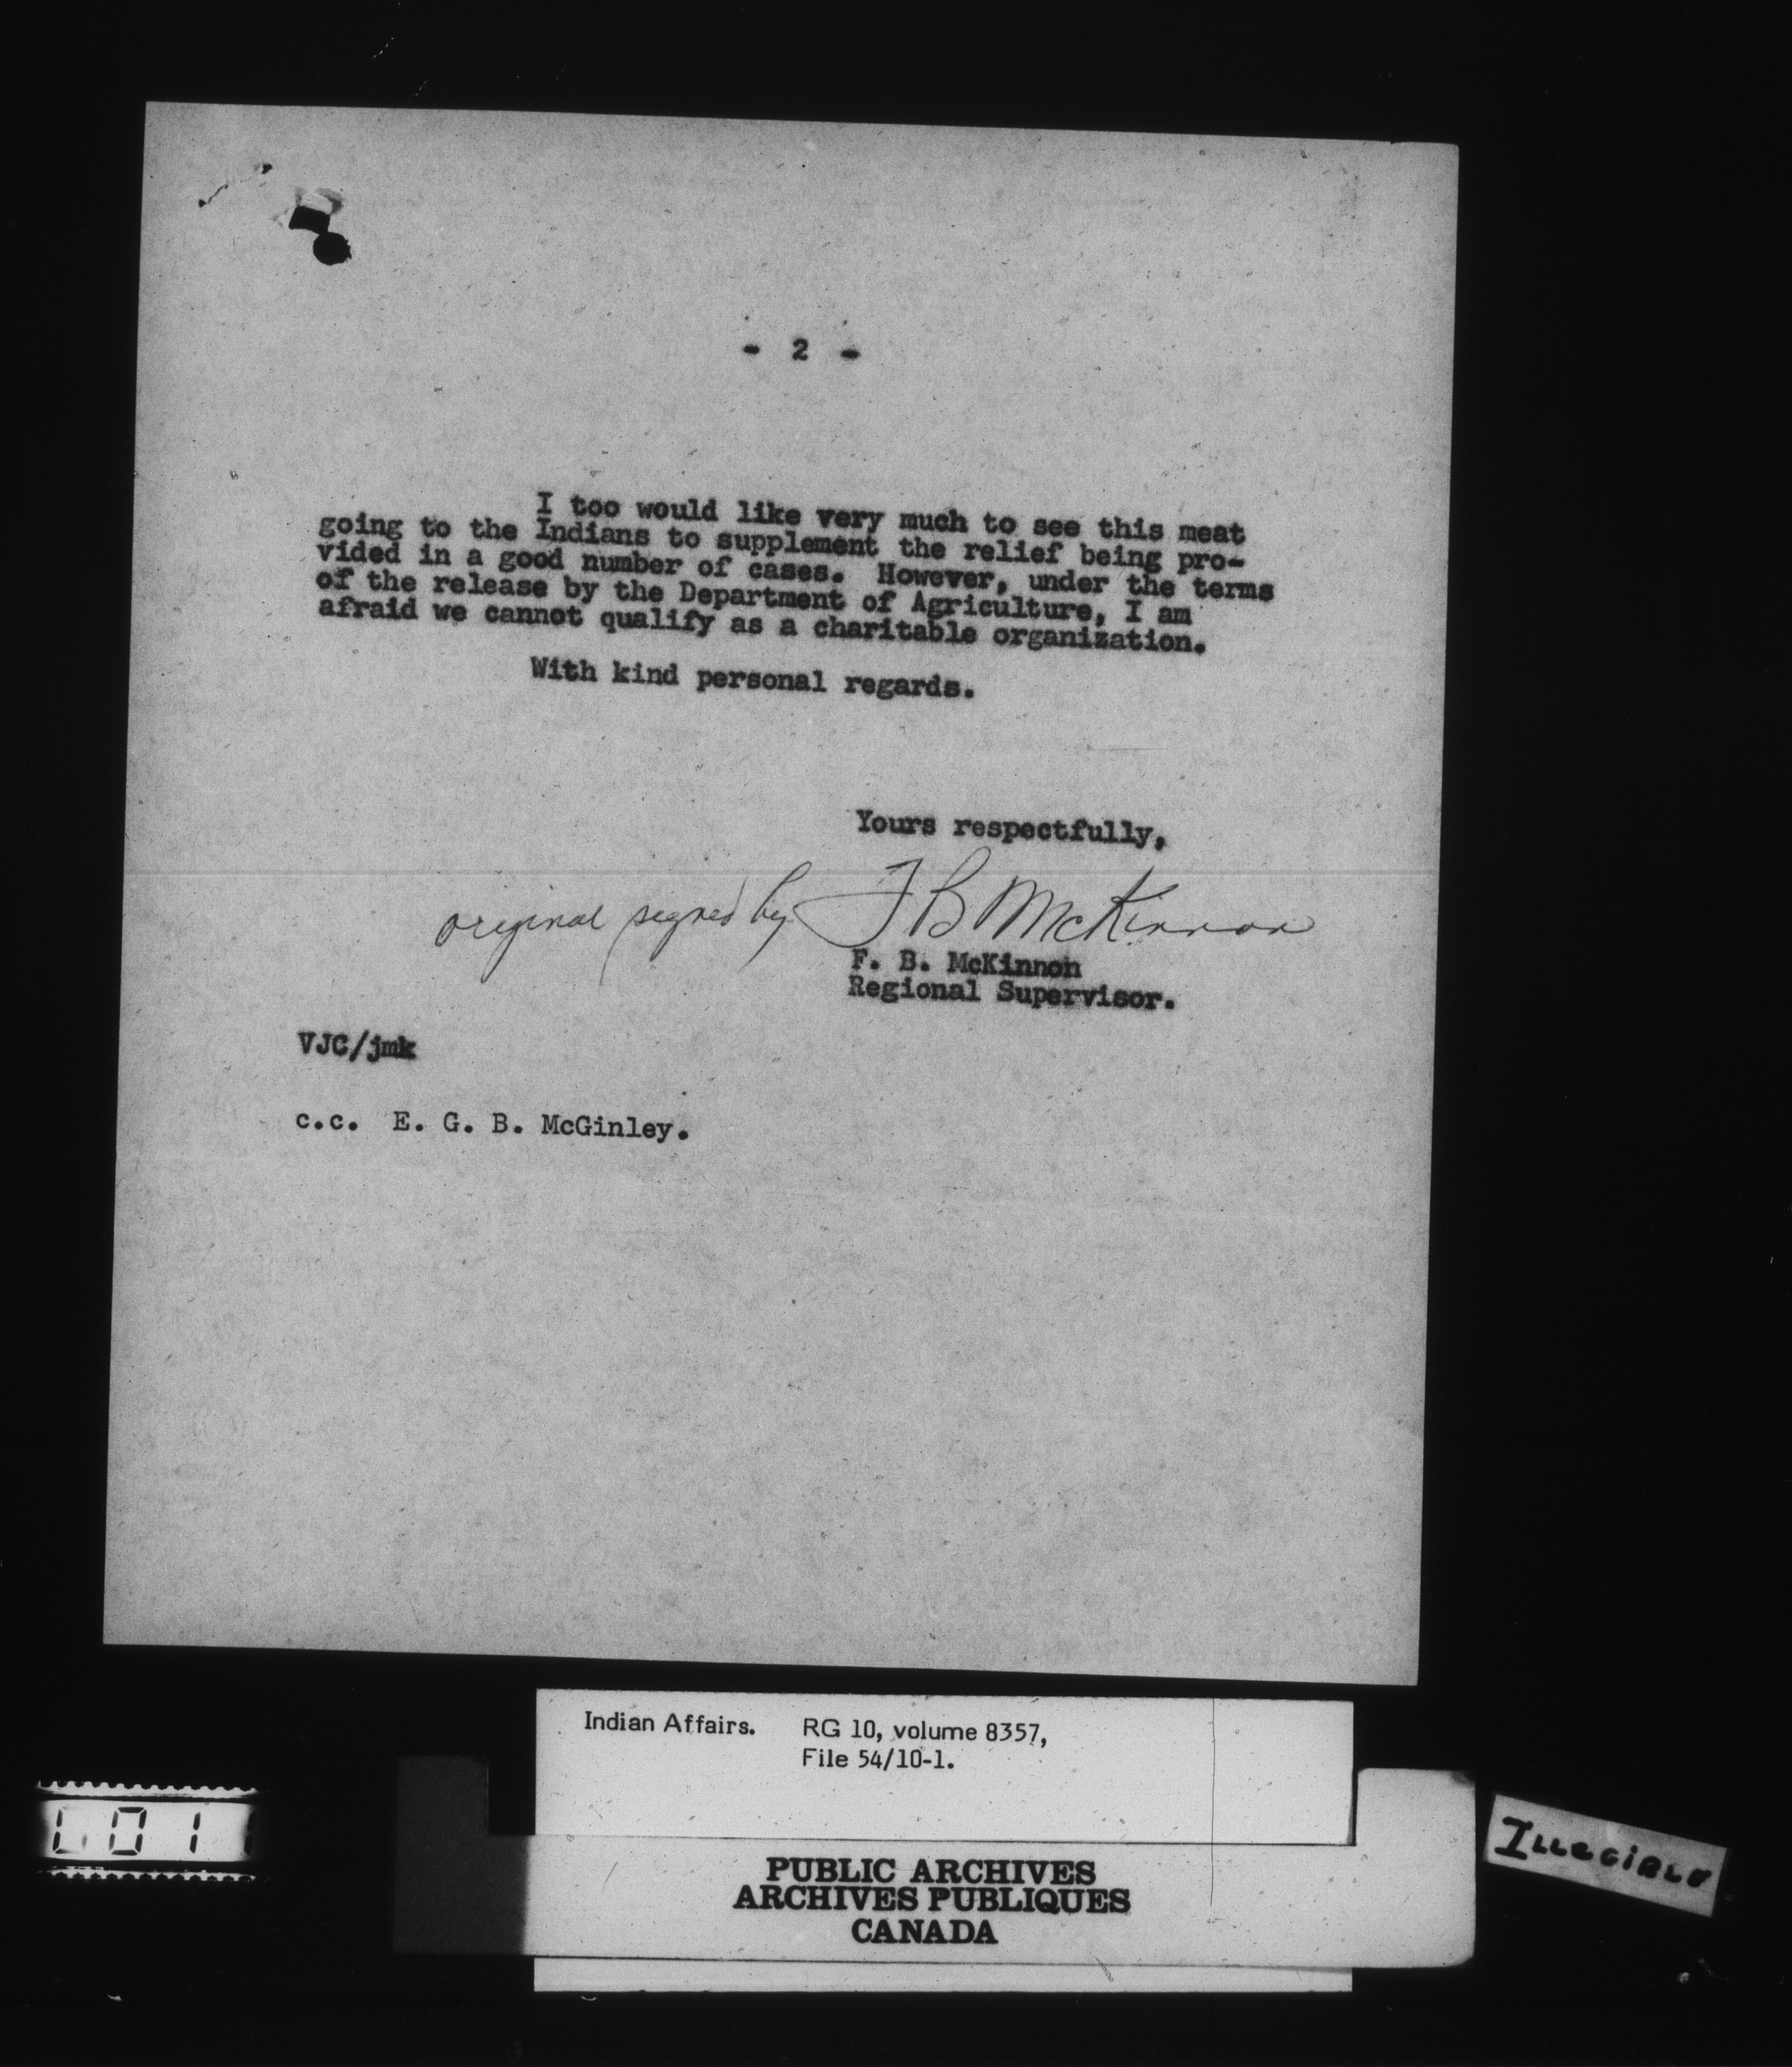 - 2 -
I too would like very much to see this meat
going to the Indians to supplement the relief being pro-
vided in a good number of cases. However, under the terms
of the release by the Department of Agriculture, I am
afraid we cannot qualify as a charitable organization.
With kind personal regards.
Yours respectfully,
original signed by F B McKinnon
F. B. McKinnon
Regional Supervisor.
VJC/jmk
c.c. E. G. B. McGinley.
Indian Affairs. RG 10, volume 8357,
File 54/10-1.
PUBLIC ARCHIVES
ARCHIVES PUBLIQUES
CANADA
ILLEGIBLE